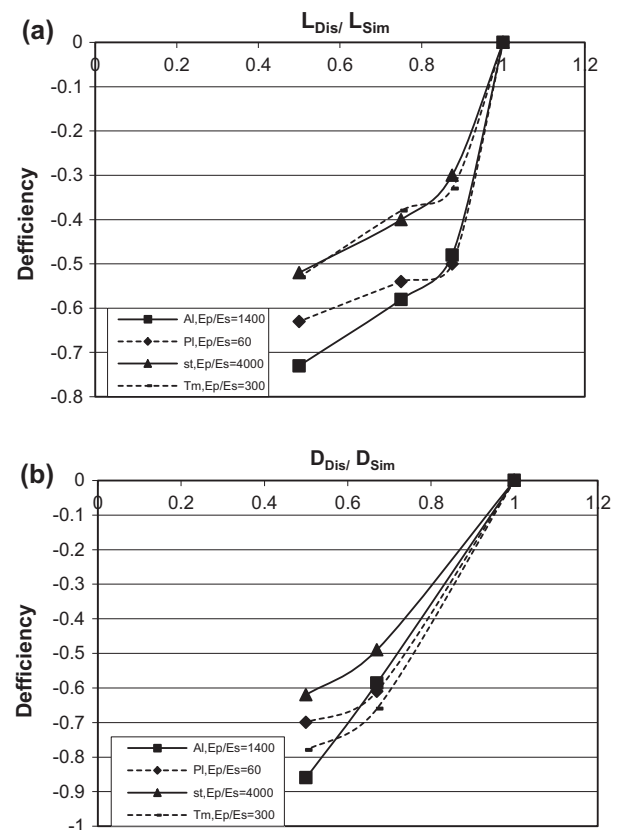 (a)
L Dis/ L Sim
0
0 0.2 0.4 0.6 0.8 1 1.2
-0.1
-0.2
-0.3
-0.4
-0.5
-0.6
-0.7
-0.8
Defficiency
Al,Ep/Es=1400
Pl,Ep/Es=60
st,Ep/Es=4000
Tm,Ep/Es=300
(b)
D Dis/ D Sim
0
0 0.2 0.4 0.6 0.8 1 1.2
-0.1
-0.2
-0.3
-0.4
-0.5
-0.6
-0.7
-0.8
-0.9
-1
Defficiency
Al,Ep/Es=1400
Pl,Ep/Es=60
st,Ep/Es=4000
Tm,Ep/Es=300